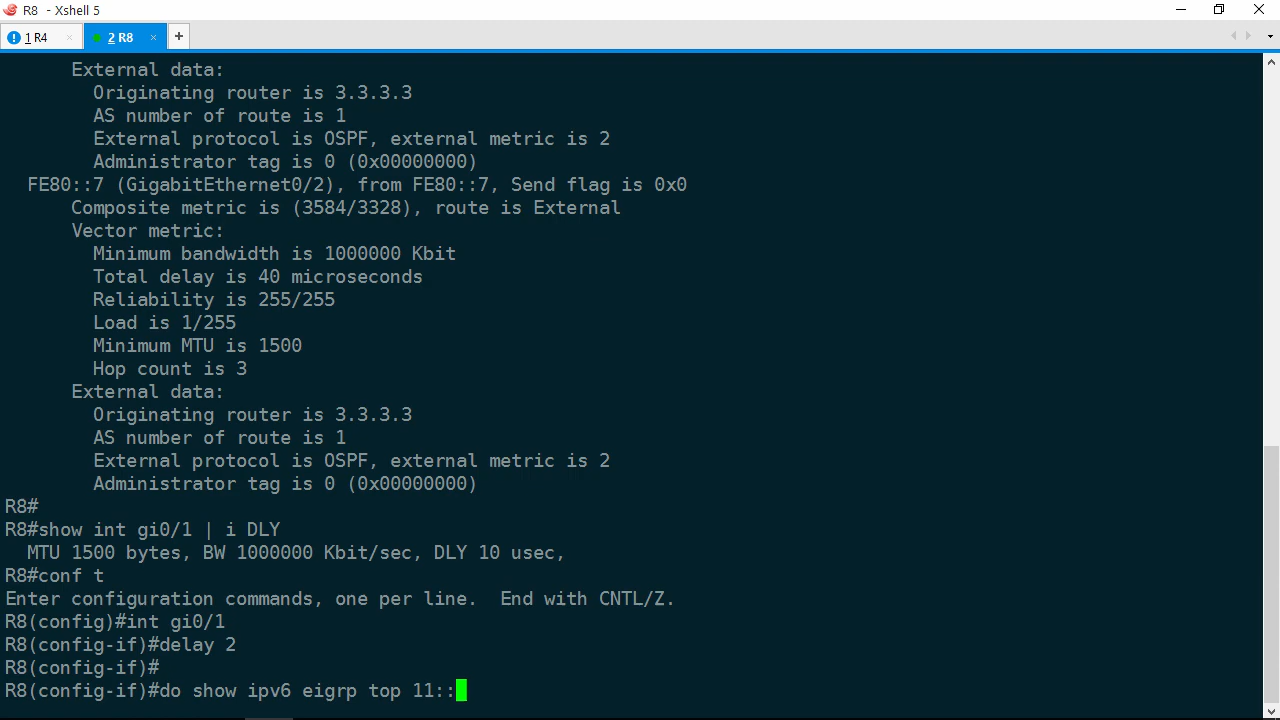 R8 - Xshell 5
1 R4
2 R8
External data:
Originating router is 3.3.3.3
AS number of route is 1
External protocol is OSPF, external metric is 2
Administrator tag is 0 (0x00000000)
FE80::7 (GigabitEthernet0/2), from FE80::7, Send flag is 0x0
Composite metric is (3584/3328), route is External
Vector metric:
Minimum bandwidth is 1000000 Kbit
Total delay is 40 microseconds
Reliability is 255/255
Load is 1/255
Minimum MTU is 1500
Hop count is 3
External data:
Originating router is 3.3.3.3
AS number of route is 1
External protocol is OSPF, external metric is 2
Administrator tag is 0 (0x00000000)
R8#
R8#show int gi0/1 | i DLY
MTU 1500 bytes, BW 1000000 Kbit/sec, DLY 10 usec,
R8#conf t
Enter configuration commands, one per line.  End with CNTL/Z.
R8(config)#int gi0/1
R8(config-if)#delay 2
R8(config-if)#
R8(config-if)#do show ipv6 eigrp top 11::